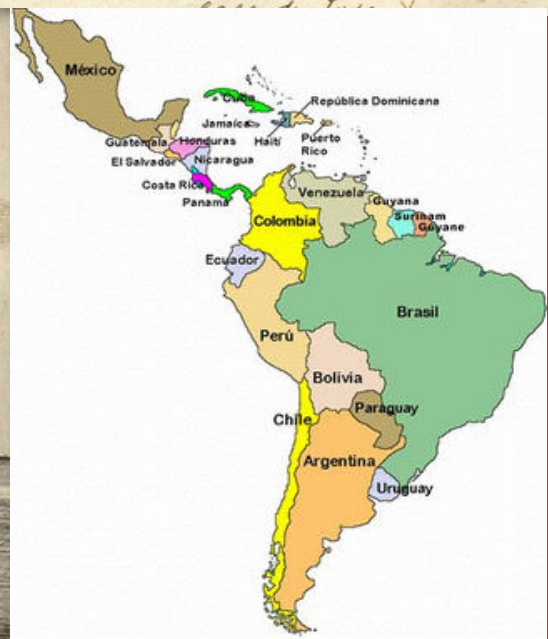 México
Cuba
República Dominicana
Jamaica
Haití
Puerto
Rico
Guatemala
Honduras
El Salvador
Nicaragua
Costa Rica
Panamá
Venezuela
Guyana
Surinam
Guyane
Colombia
Ecuador
Brasil
Perú
Bolivia
Paraguay
Chile
Argentina
Uruguay